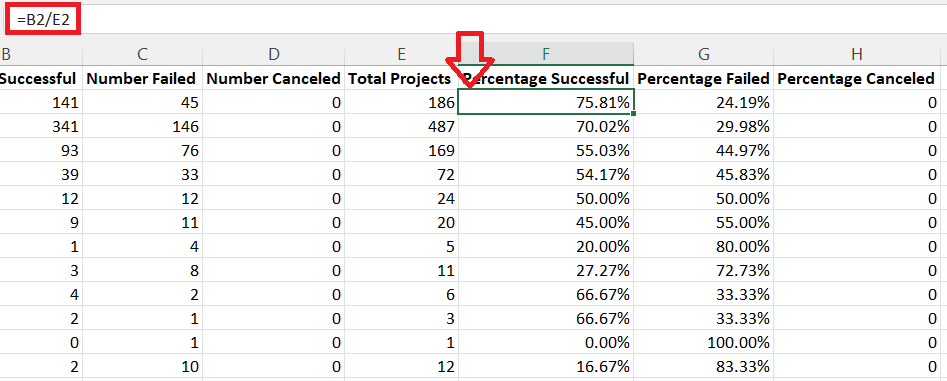 =B2/E2
B C D E F G H
Successful Number Failed Number Canceled Total Projects Percentage Successful Percentage Failed Percentage Canceled
141 45 0 186 75.81% 24.19% 0
341 146 0 487 70.02% 29.98% 0
93 76 0 169 55.03% 44.97% 0
39 33 0 72 54.17% 45.83% 0
12 12 0 24 50.00% 50.00% 0
9 11 0 20 45.00% 55.00% 0
1 4 0 5 20.00% 80.00% 0
3 8 0 11 27.27% 72.73% 0
4 2 0 6 66.67% 33.33% 0
2 1 0 3 66.67% 33.33% 0
0 1 0 1 0.00% 100.00% 0
2 10 0 12 16.67% 83.33% 0